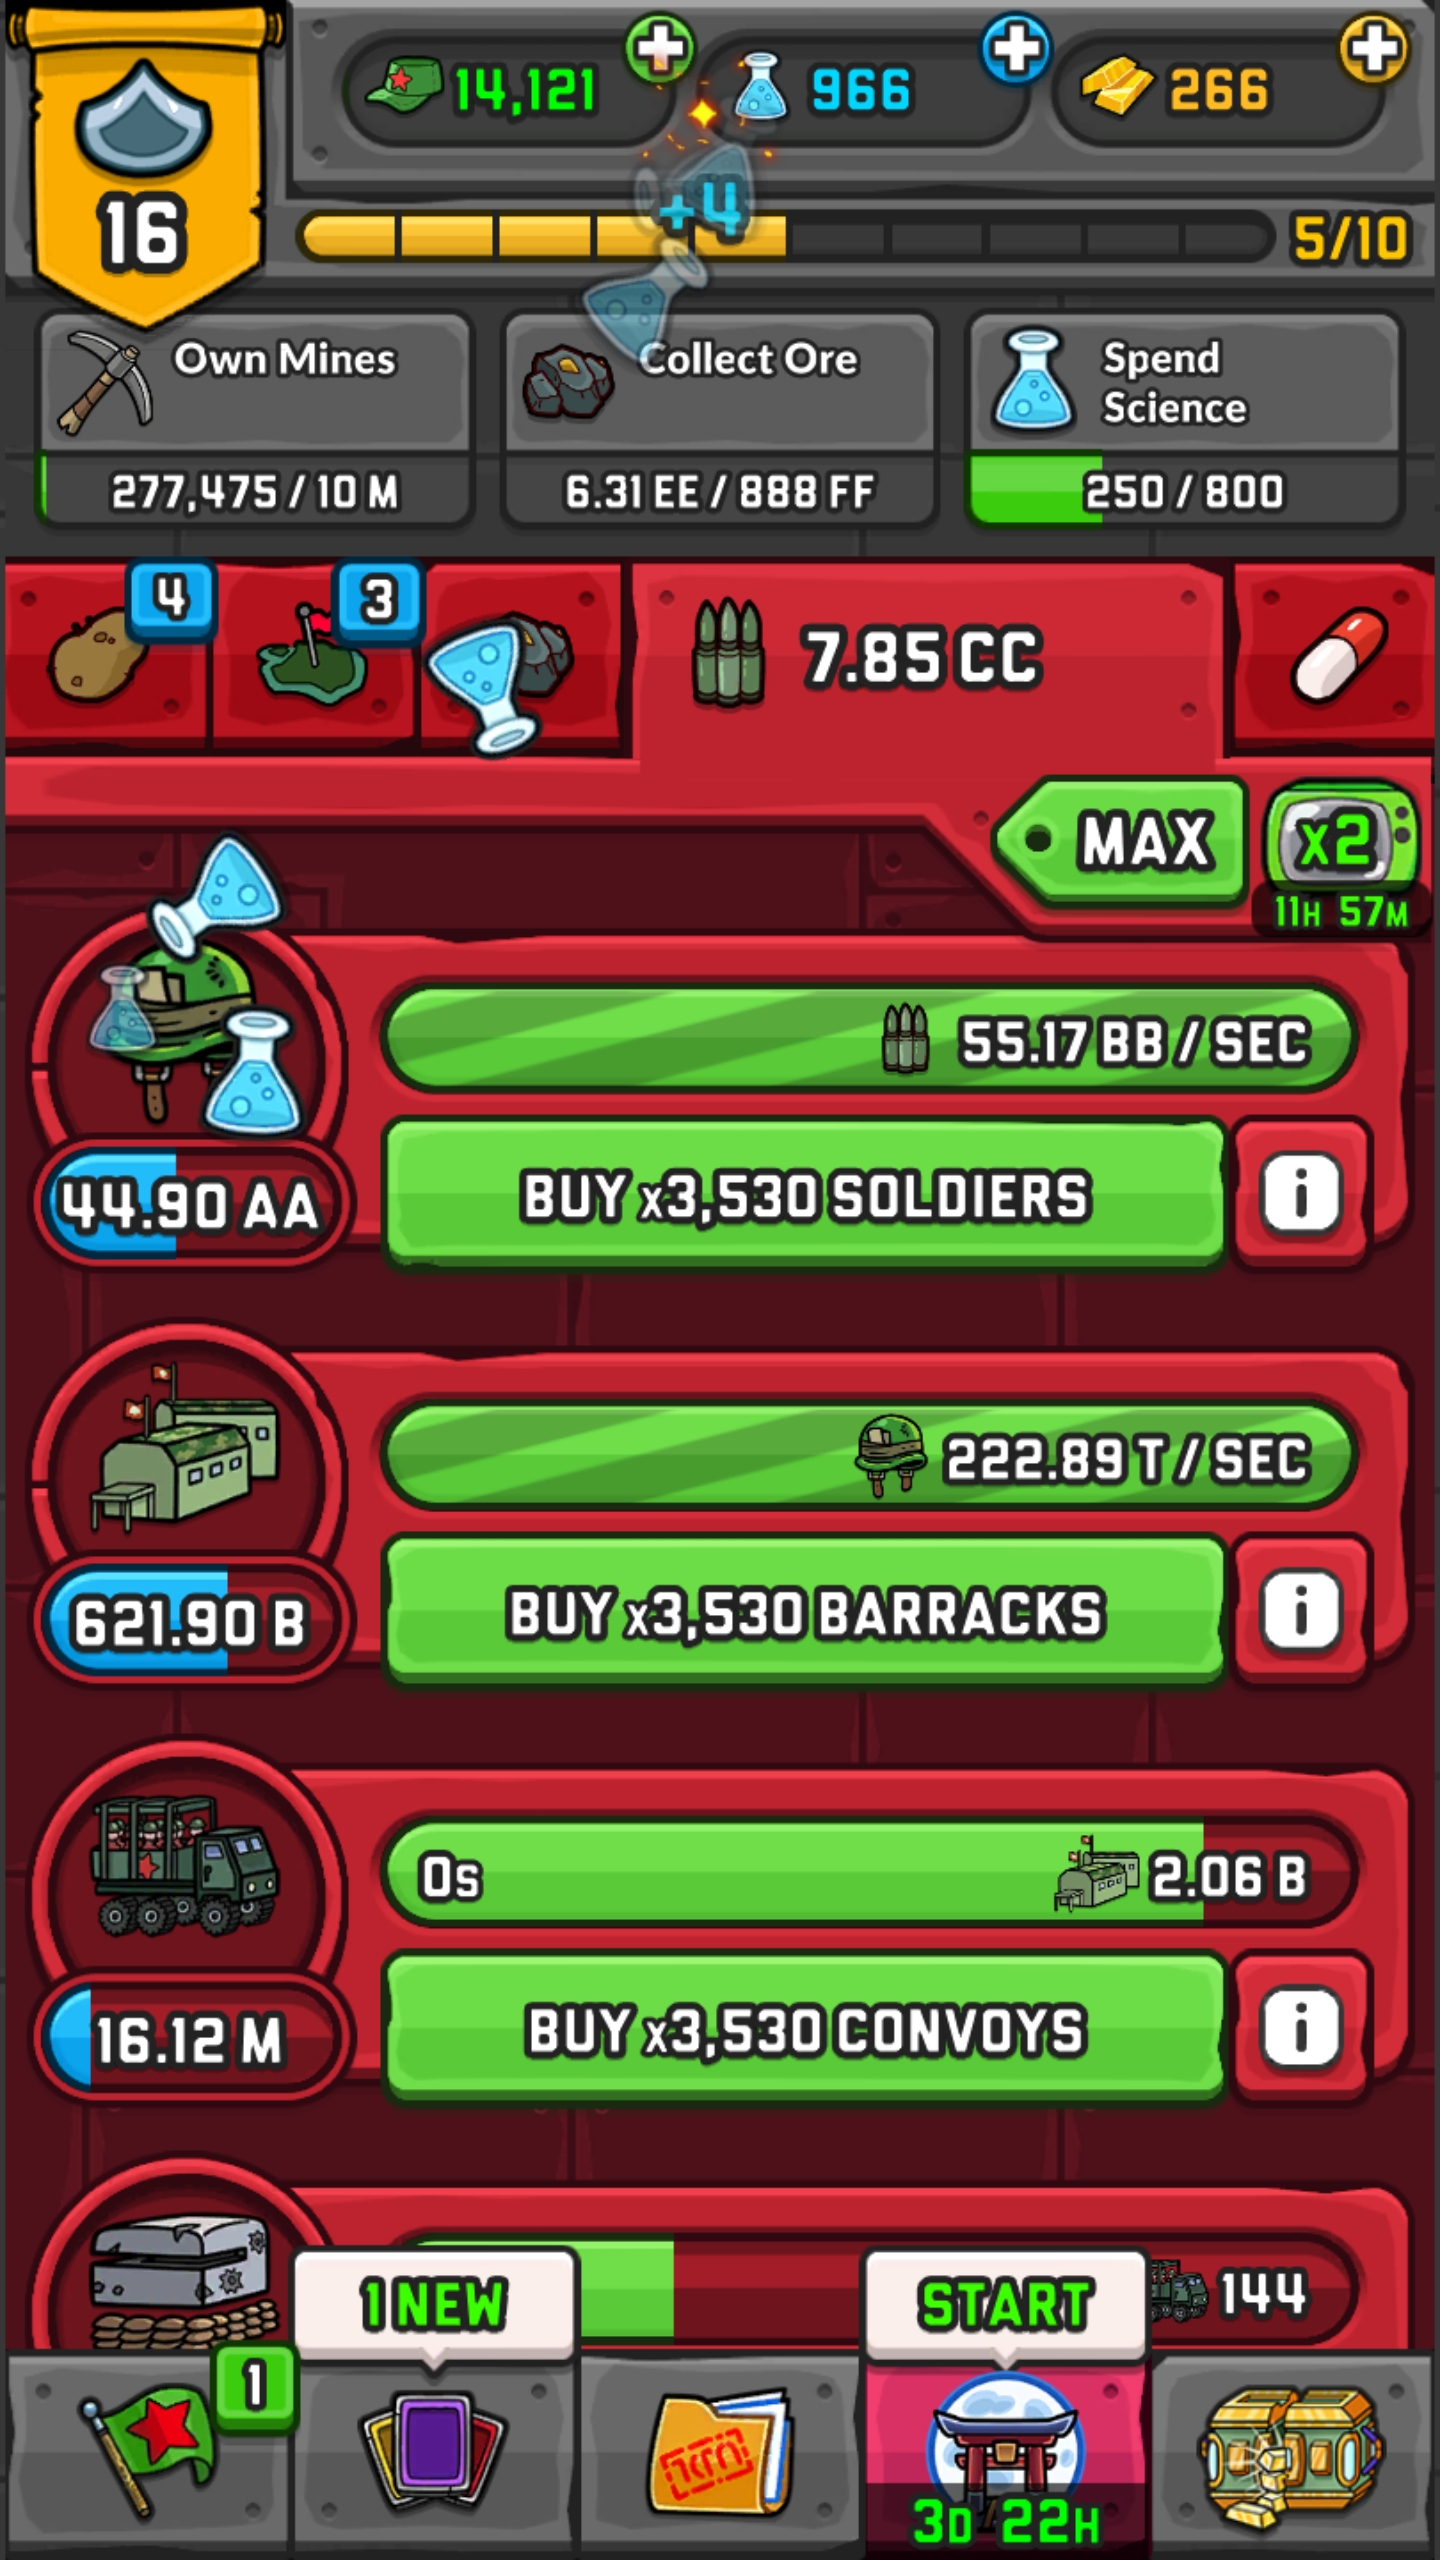 14,121
966
266
16
+4
5/10
Own Mines
Collect Ore
Spend
Science
277,475 / 10 M
6.31 EE / 888 FF
250 / 800
4
3
7.85 CC
MAX
x2
11H 57M
55.17 BB / SEC
44.90 AA
BUY x3,530 SOLDIERS
i
222.89 T / SEC
621.90 B
BUY x3,530 BARRACKS
i
0s
2.06 B
16.12 M
BUY x3,530 CONVOYS
i
1 NEW
START
144
1
3D 22H